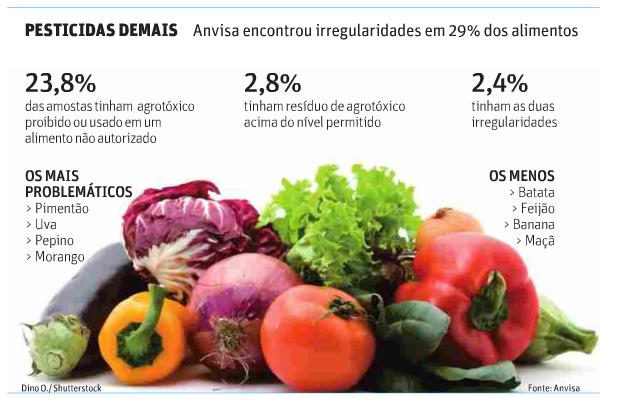 PESTICIDAS DEMAIS Anvisa encontrou irregularidades em 29% dos alimentos
23,8%
das amostas tinham agrotóxico
proibido ou usado em um
alimento não autorizado
2,8%
tinham resíduo de agrotóxico
acima do nível permitido
2,4%
tinham as duas
irregularidades
OS MAIS
PROBLEMÁTICOS
> Pimentão
> Uva
> Pepino
> Morango
OS MENOS
> Batata
> Feijão
> Banana
> Maçã
Dino O./ Shutterstock
Fonte: Anvisa